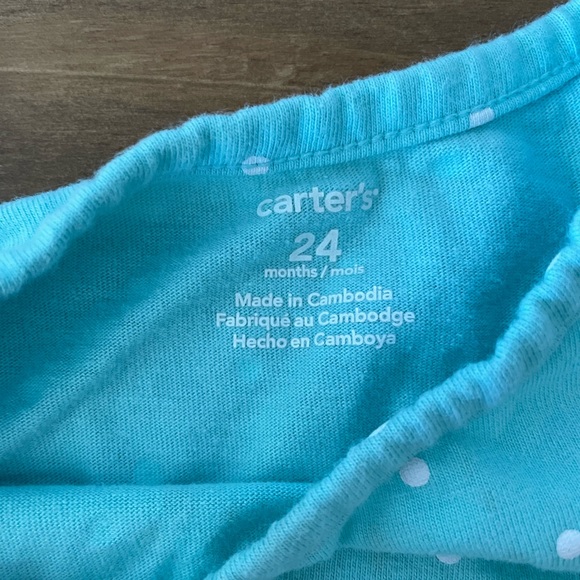 carter's
24
months / mois
Made in Cambodia
Fabriqué au Cambodge
Hecho en Camboya